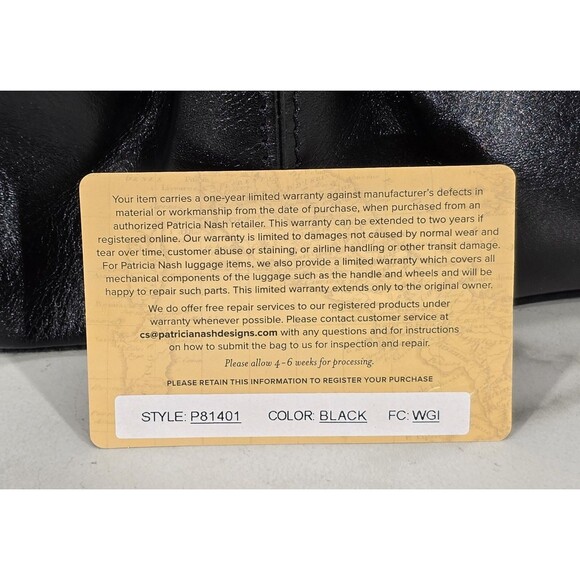 Your item carries a one-year limited warranty against manufacturer's defects in
material or workmanship from the date of purchase, when purchased from an
authorized Patricia Nash retailer. This warranty can be extended to two years if
registered online. Our warranty is limited to damages not caused by normal wear and
tear over time, customer abuse or staining, or airline handling or other transit damage.
For Patricia Nash luggage items, we also provide a limited warranty which covers all
mechanical components of the luggage such as the handle and wheels and will be
happy to repair such parts. This limited warranty extends only to the original owner.
We do offer free repair services to our registered products under
warranty whenever possible. Please contact customer service at
cs@patricianashdesigns.com with any questions and for instructions
on how to submit the bag to us for inspection and repair.
Please allow 4–6 weeks for processing.
PLEASE RETAIN THIS INFORMATION TO REGISTER YOUR PURCHASE
STYLE: P81401 COLOR: BLACK FC: WGI